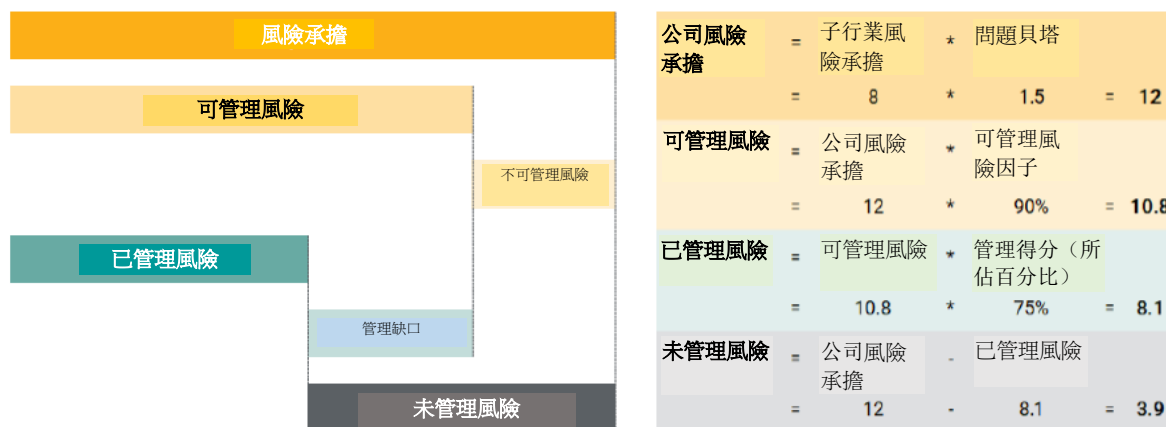 風險承擔
可管理風險
不可管理風險
已管理風險
管理缺口
未管理風險
公司風險
承擔
=
子行業風
險承擔
*
問題貝塔
= 8 * 1.5 = 12
可管理風險
=
公司風險
承擔
*
可管理風
險因子
= 12 * 90% = 10.8
已管理風險
=
可管理風險
*
管理得分（所
佔百分比）
= 10.8 * 75% = 8.1
未管理風險
=
公司風險
承擔
-
已管理風險
= 12 - 8.1 = 3.9